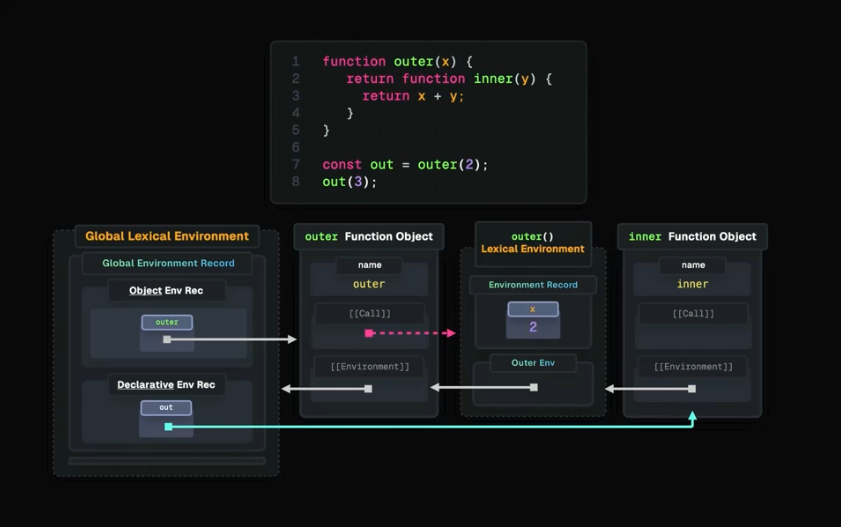 1 function outer(x) {
2 return function inner(y) {
3 return x + y;
4 }
5 }
6
7 const out = outer(2);
8 out(3);
Global Lexical Environment
Global Environment Record
Object Env Rec
outer
Declarative Env Rec
out
outer Function Object
name
outer
[[Call]]
[[Environment]]
outer()
Lexical Environment
Environment Record
x
2
Outer Env
inner Function Object
name
inner
[[Call]]
[[Environment]]